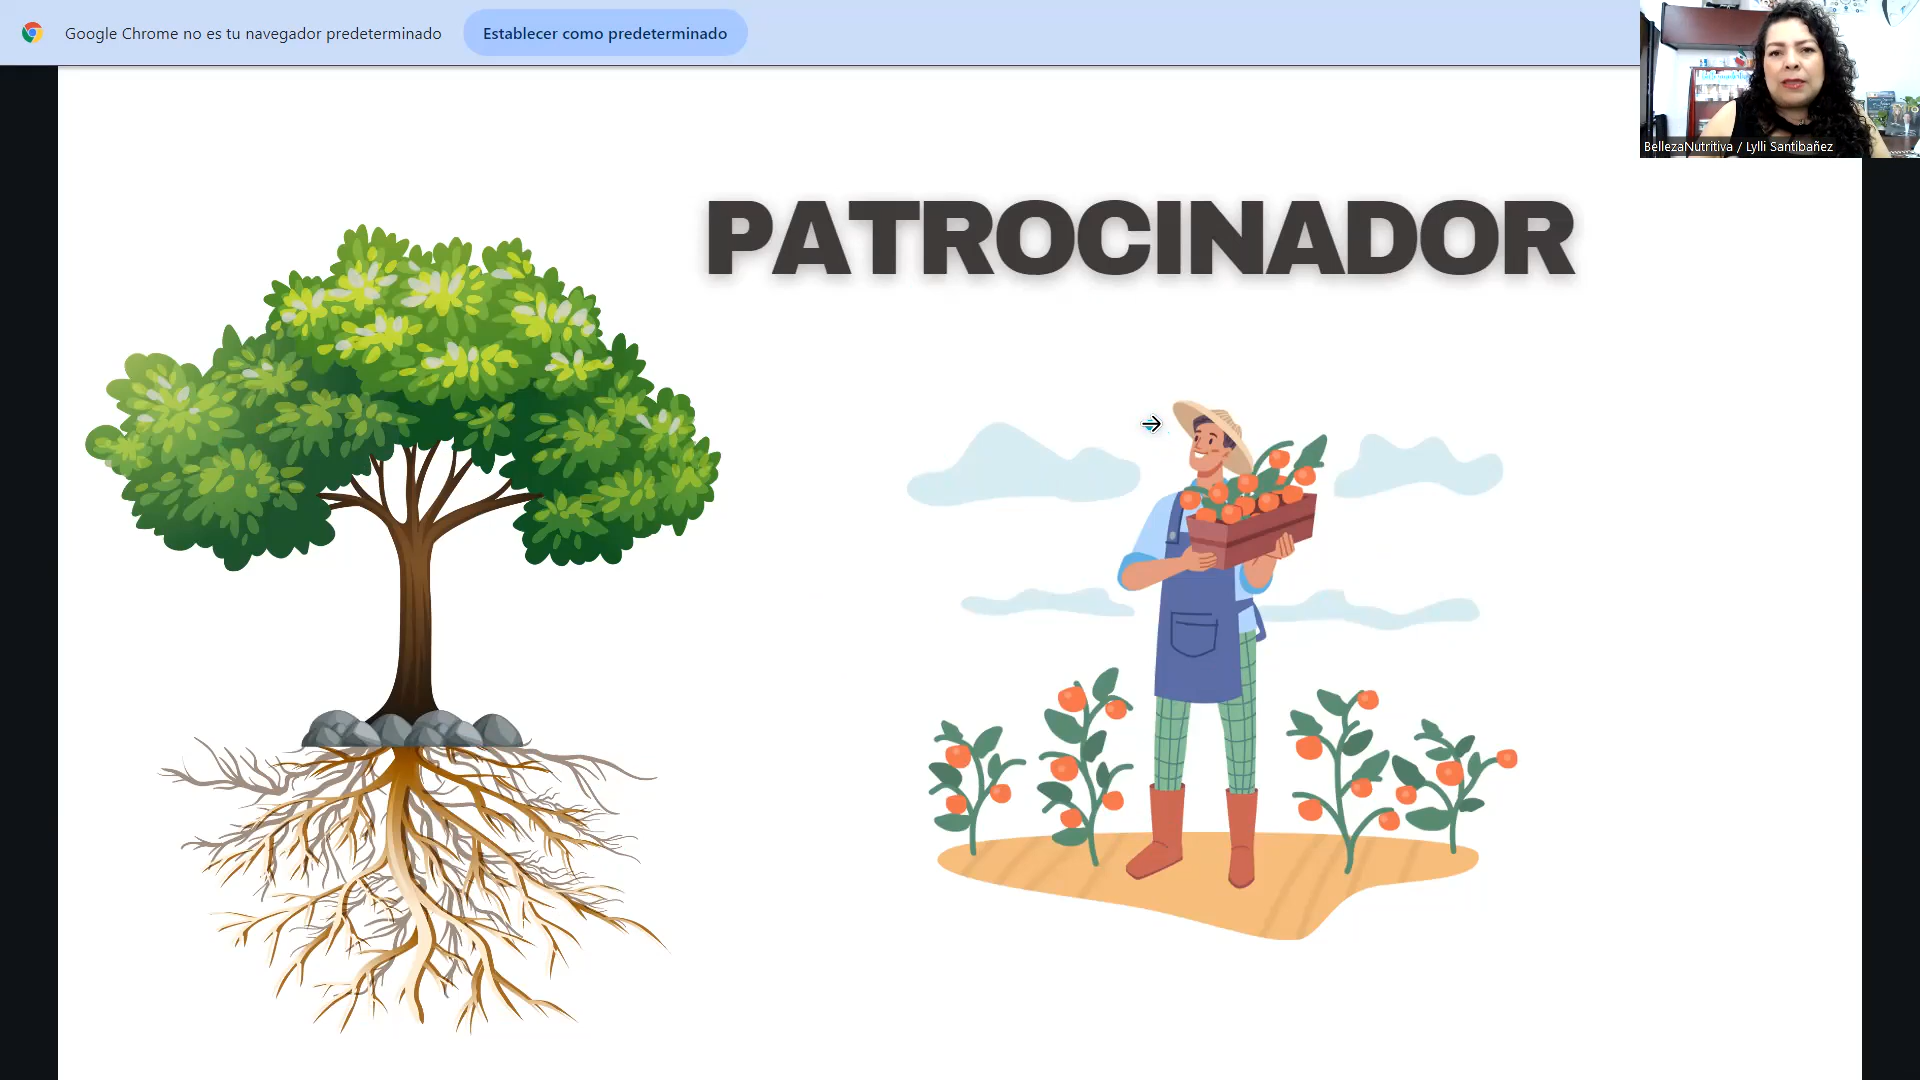 Google Chrome no es tu navegador predeterminado
Establecer como predeterminado
BellezaNutritiva / Lylli Santibañez
PATROCINADOR